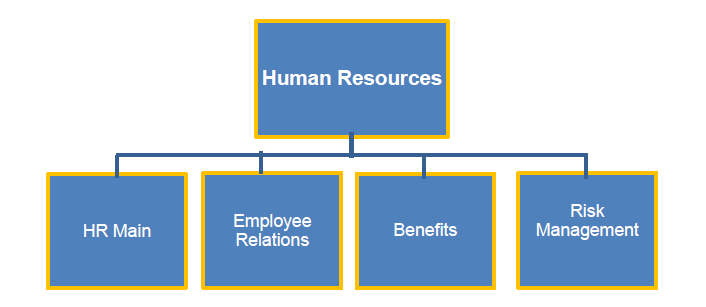 Human Resources
HR Main
Employee
Relations
Benefits
Risk
Management